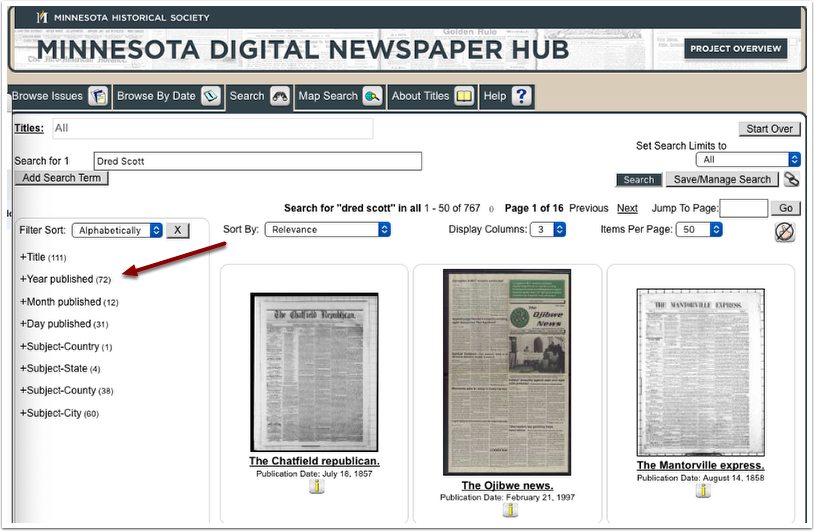 MINNESOTA HISTORICAL SOCIETY
Golden Rule
MINNESOTA DIGITAL NEWSPAPER HUB
PROJECT OVERVIEW
Browse Issues Browse By Date Search Map Search About Titles Help ?
Titles: All
Start Over
Set Search Limits to
Search for 1 Dred Scott All
Add Search Term Search Save/Manage Search
Search for "dred scott" in all 1 - 50 of 767 Page 1 of 16 Previous Next Jump To Page: Go
Filter Sort: Alphabetically X Sort By: Relevance Display Columns: 3 Items Per Page: 50
+Title (111)
+Year published (72)
+Month published (12)
+Day published (31)
+Subject-Country (1)
+Subject-State (4)
+Subject-County (38)
+Subject-City (60)
The Chatfield Republican.
The
Ojibwe
News
THE MANTORVILLE EXPRESS.
The Chatfield republican.
Publication Date: July 18, 1857
i
The Ojibwe news.
Publication Date: February 21, 1997
i
The Mantorville express.
Publication Date: August 14, 1858
i